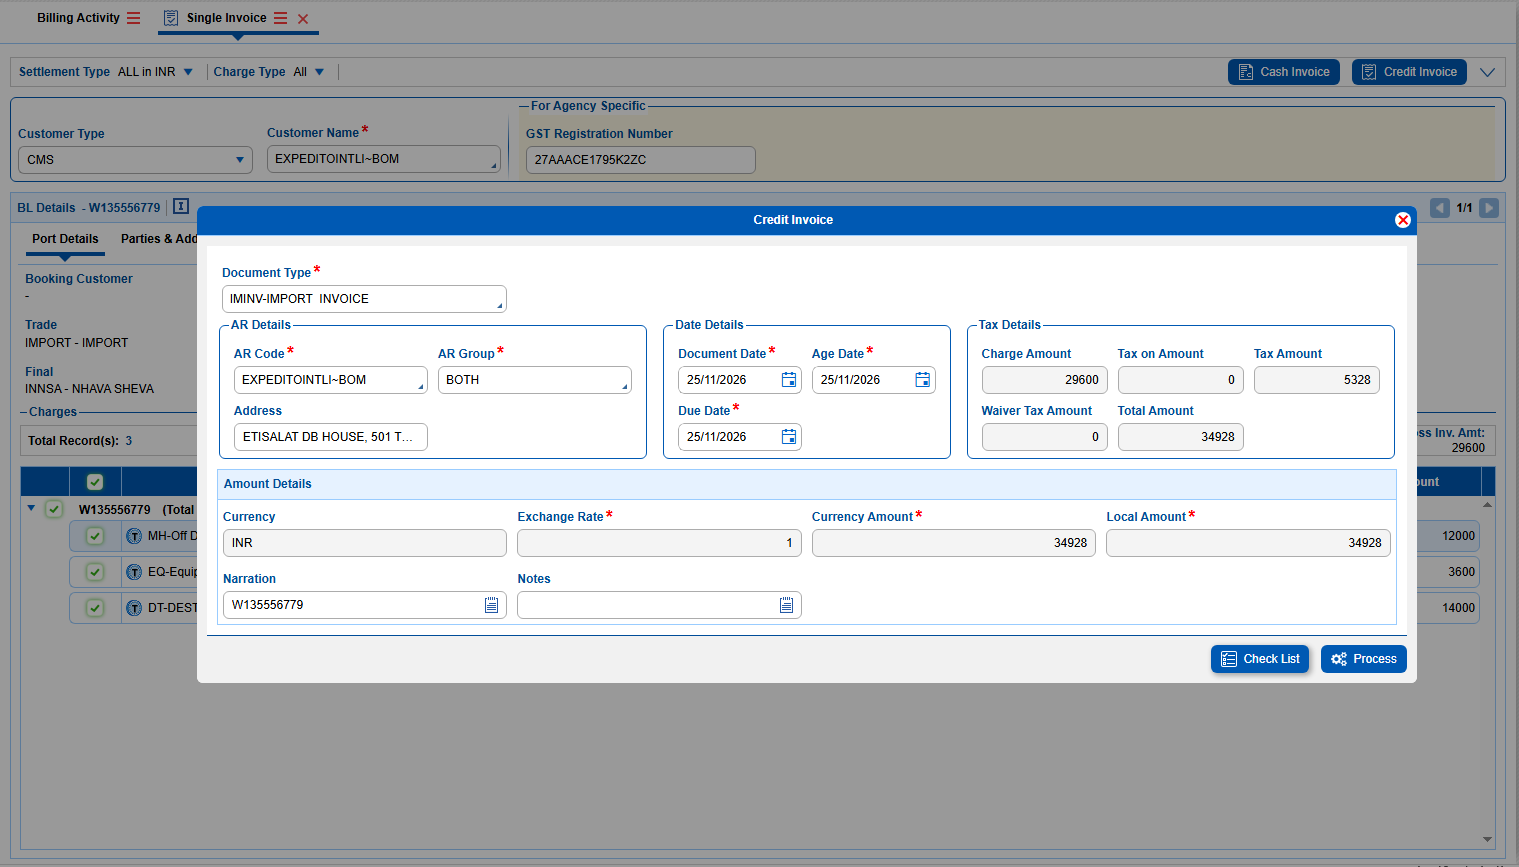 Billing Activity
Single Invoice
Settlement Type ALL in INR
Charge Type All
Cash Invoice
Credit Invoice
For Agency Specific
Customer Type
Customer Name *
GST Registration Number
CMS
EXPEDITOINTLI~BOM
27AAACE1795K2ZC
BL Details - W135556779
1/1
Credit Invoice
Port Details
Parties & Add
Booking Customer
-
Trade
IMPORT - IMPORT
Final
INNSA - NHAVA SHEVA
Charges
Total Record(s): 3
oss Inv. Amt:
29600
ount
W135556779 (Total
MH-Off D
12000
EQ-Equip
3600
DT-DEST
14000
Document Type *
IMINV-IMPORT INVOICE
AR Details
AR Code *
AR Group *
EXPEDITOINTLI~BOM
BOTH
Address
ETISALAT DB HOUSE, 501 T...
Date Details
Document Date *
Age Date *
25/11/2026
25/11/2026
Due Date *
25/11/2026
Tax Details
Charge Amount
Tax on Amount
Tax Amount
29600
0
5328
Waiver Tax Amount
Total Amount
0
34928
Amount Details
Currency
Exchange Rate *
Currency Amount *
Local Amount *
INR
1
34928
34928
Narration
Notes
W135556779
Check List
Process